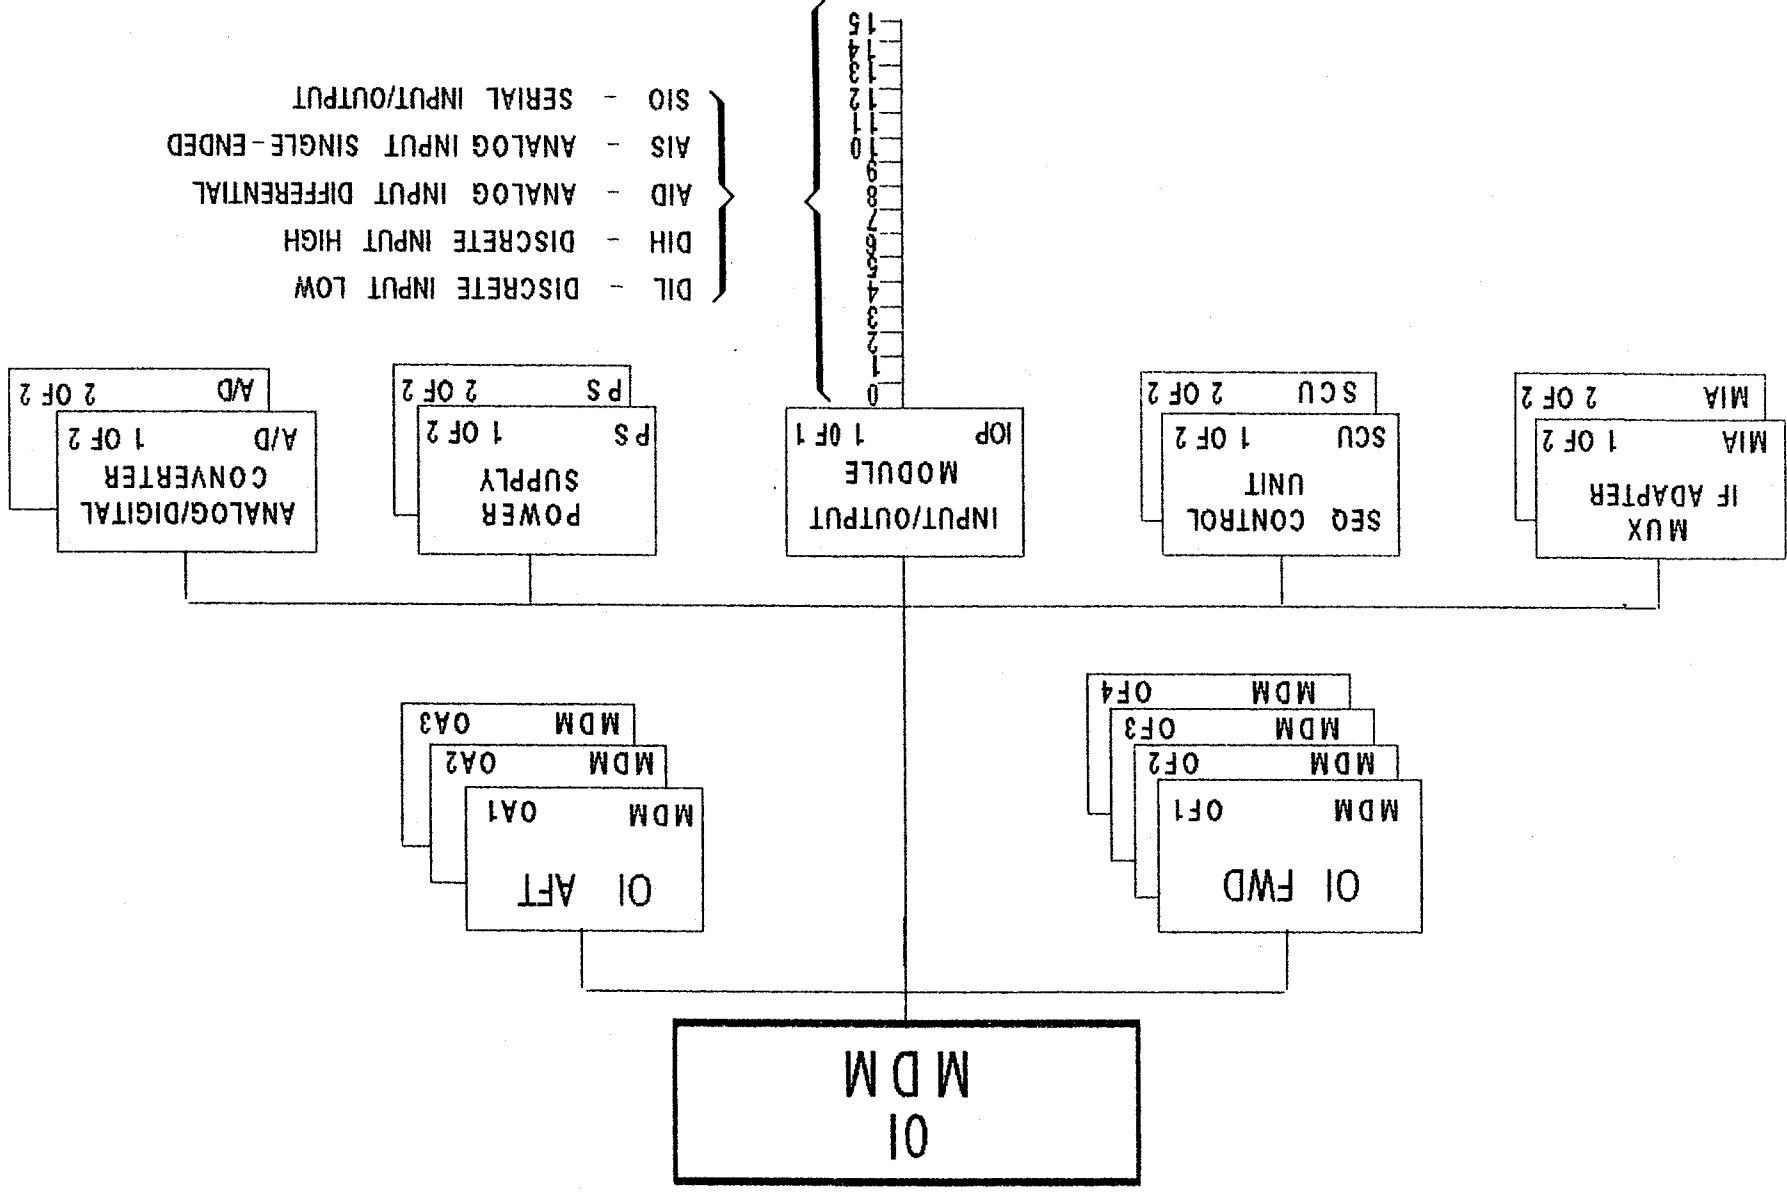 OI
MDM
OI FWD
MDM OF1
MDM OF2
MDM OF3
MDM OF4
OI AFT
MDM OA1
MDM OA2
MDM OA3
MUX
IF ADAPTER
MIA 1 OF 2
MIA 2 OF 2
SEQ CONTROL
UNIT
SCU 1 OF 2
SCU 2 OF 2
INPUT/OUTPUT
MODULE
IOP 1 OF 1
POWER
SUPPLY
PS 1 OF 2
PS 2 OF 2
ANALOG/DIGITAL
CONVERTER
A/D 1 OF 2
A/D 2 OF 2
0
1
2
3
4
5
6
7
8
9
10
11
12
13
14
15
DIL - DISCRETE INPUT LOW
DIH - DISCRETE INPUT HIGH
AID - ANALOG INPUT DIFFERENTIAL
AIS - ANALOG INPUT SINGLE-ENDED
SIO - SERIAL INPUT/OUTPUT